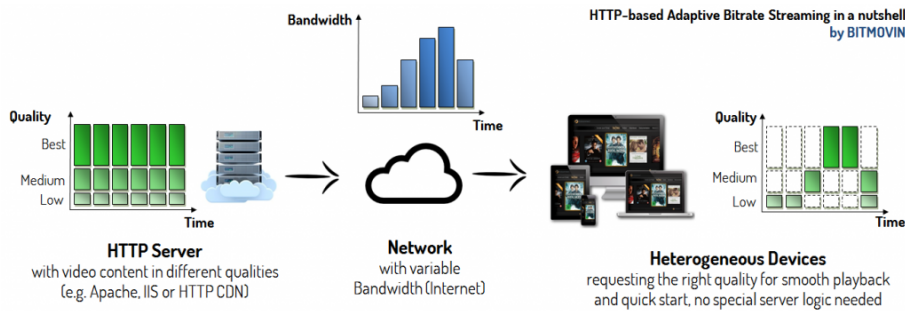 HTTP-based Adaptive Bitrate Streaming in a nutshell
by BITMOVIN
Bandwidth
Time
Quality
Best
Medium
Low
Time
HTTP Server
with video content in different qualities
(e.g. Apache, IIS or HTTP CDN)
Network
with variable
Bandwidth (Internet)
Quality
Best
Medium
Low
Time
Heterogeneous Devices
requesting the right quality for smooth playback
and quick start, no special server logic needed